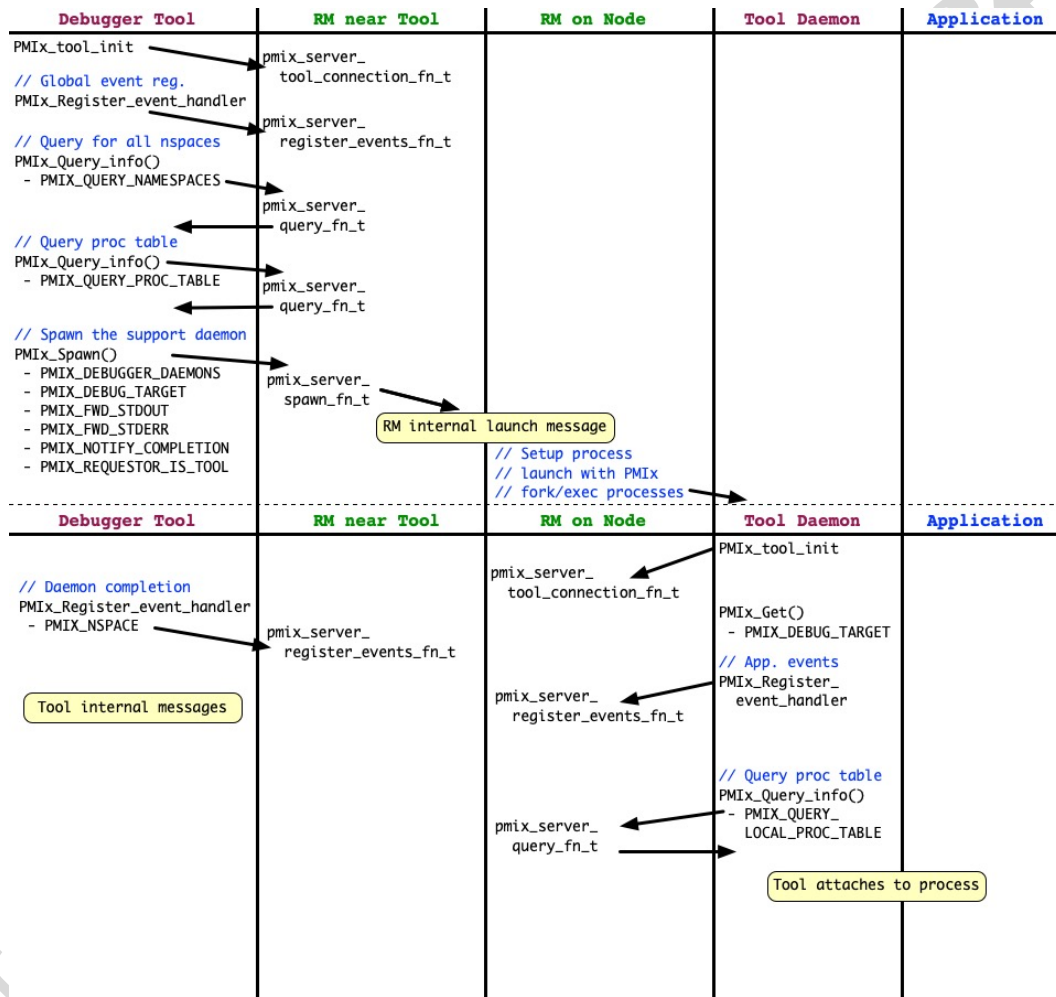 Debugger Tool
RM near Tool
RM on Node
Tool Daemon
Application
PMIx_tool_init
pmix_server_
tool_connection_fn_t
// Global event reg.
PMIx_Register_event_handler
pmix_server_
register_events_fn_t
// Query for all nspaces
PMIx_Query_info()
- PMIX_QUERY_NAMESPACES
pmix_server_
query_fn_t
// Query proc table
PMIx_Query_info()
- PMIX_QUERY_PROC_TABLE
pmix_server_
query_fn_t
// Spawn the support daemon
PMIx_Spawn()
- PMIX_DEBUGGER_DAEMONS
- PMIX_DEBUG_TARGET
- PMIX_FWD_STDOUT
- PMIX_FWD_STDERR
- PMIX_NOTIFY_COMPLETION
- PMIX_REQUESTOR_IS_TOOL
pmix_server_
spawn_fn_t
RM internal launch message
// Setup process
// launch with PMIx
// fork/exec processes
Debugger Tool
RM near Tool
RM on Node
Tool Daemon
Application
PMIx_tool_init
pmix_server_
tool_connection_fn_t
// Daemon completion
PMIx_Register_event_handler
- PMIX_NSPACE
pmix_server_
register_events_fn_t
PMIx_Get()
- PMIX_DEBUG_TARGET
// App. events
PMIx_Register_
event_handler
pmix_server_
register_events_fn_t
Tool internal messages
// Query proc table
PMIx_Query_info()
- PMIX_QUERY_
LOCAL_PROC_TABLE
pmix_server_
query_fn_t
Tool attaches to process